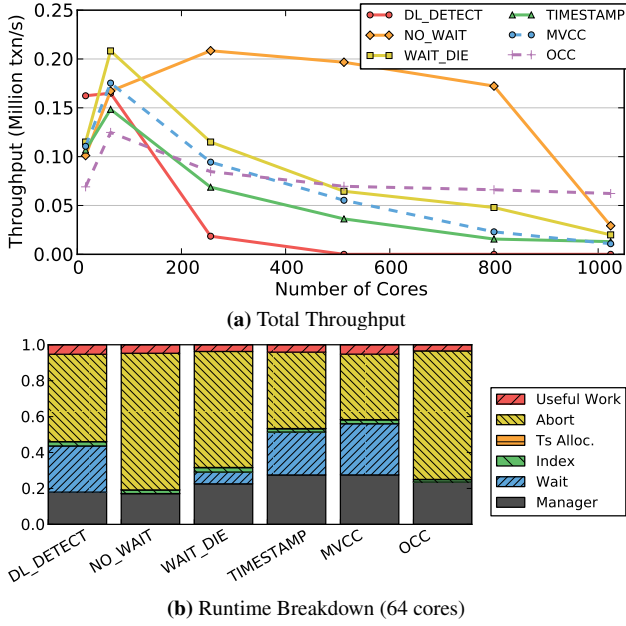 0.25
0.20
0.15
0.10
0.05
0.00
Throughput (Million txn/s)
DL_DETECT
NO_WAIT
WAIT_DIE
TIMESTAMP
MVCC
OCC
0 200 400 600 800 1000
Number of Cores
(a) Total Throughput
1.0
0.8
0.6
0.4
0.2
0.0
DL_DETECT
NO_WAIT
WAIT_DIE
TIMESTAMP
MVCC
OCC
Useful Work
Abort
Ts Alloc.
Index
Wait
Manager
(b) Runtime Breakdown (64 cores)